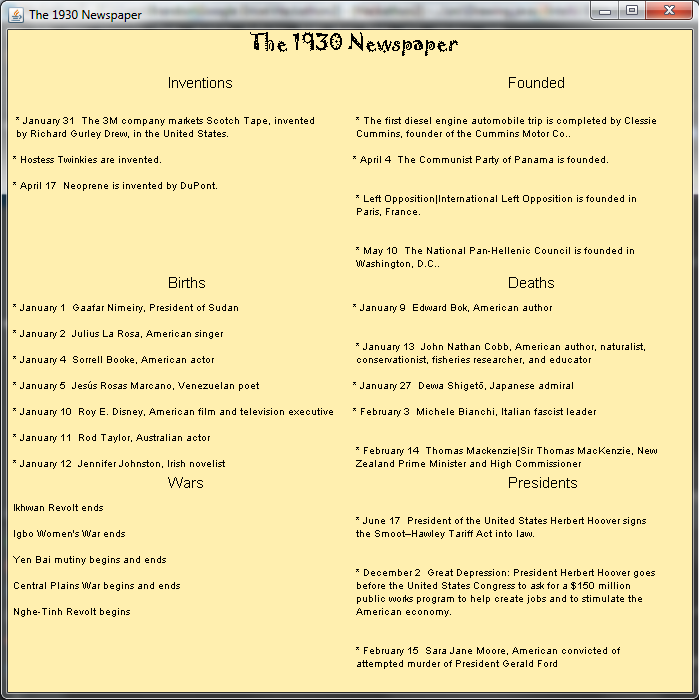 The 1930 Newspaper
The 1930 Newspaper
Inventions
* January 31  The 3M company markets Scotch Tape, invented
by Richard Gurley Drew, in the United States.
* Hostess Twinkies are invented.
* April 17  Neoprene is invented by DuPont.
Founded
* The first diesel engine automobile trip is completed by Clessie
Cummins, founder of the Cummins Motor Co..
* April 4  The Communist Party of Panama is founded.
* Left Opposition|International Left Opposition is founded in
Paris, France.
* May 10  The National Pan-Hellenic Council is founded in
Washington, D.C..
Births
* January 1  Gaafar Nimeiry, President of Sudan
* January 2  Julius La Rosa, American singer
* January 4  Sorrell Booke, American actor
* January 5  Jesús Rosas Marcano, Venezuelan poet
* January 10  Roy E. Disney, American film and television executive
* January 11  Rod Taylor, Australian actor
* January 12  Jennifer Johnston, Irish novelist
Deaths
* January 9  Edward Bok, American author
* January 13  John Nathan Cobb, American author, naturalist,
conservationist, fisheries researcher, and educator
* January 27  Dewa Shigetō, Japanese admiral
* February 3  Michele Bianchi, Italian fascist leader
* February 14  Thomas Mackenzie|Sir Thomas MacKenzie, New
Zealand Prime Minister and High Commissioner
Wars
Ikhwan Revolt ends
Igbo Women's War ends
Yen Bai mutiny begins and ends
Central Plains War begins and ends
Nghe-Tinh Revolt begins
Presidents
* June 17  President of the United States Herbert Hoover signs
the Smoot–Hawley Tariff Act into law.
* December 2  Great Depression: President Herbert Hoover goes
before the United States Congress to ask for a $150 million
public works program to help create jobs and to stimulate the
American economy.
* February 15  Sara Jane Moore, American convicted of
attempted murder of President Gerald Ford